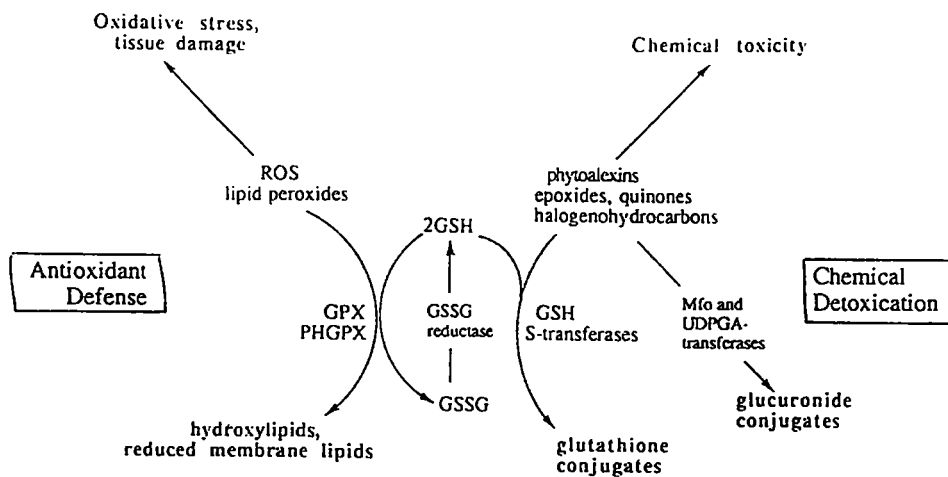 Oxidative stress,
tissue damage
Chemical toxicity
ROS
lipid peroxides
phytoalexins
epoxides, quinones
halogenohydrocarbons
2GSH
Antioxidant
Defense
GPX
PHGPX
GSSG
reductase
GSH
S-transferases
Mfo and
UDPGA-
transferases
Chemical
Detoxication
GSSG
hydroxylipids,
reduced membrane lipids
glutathione
conjugates
glucuronide
conjugates